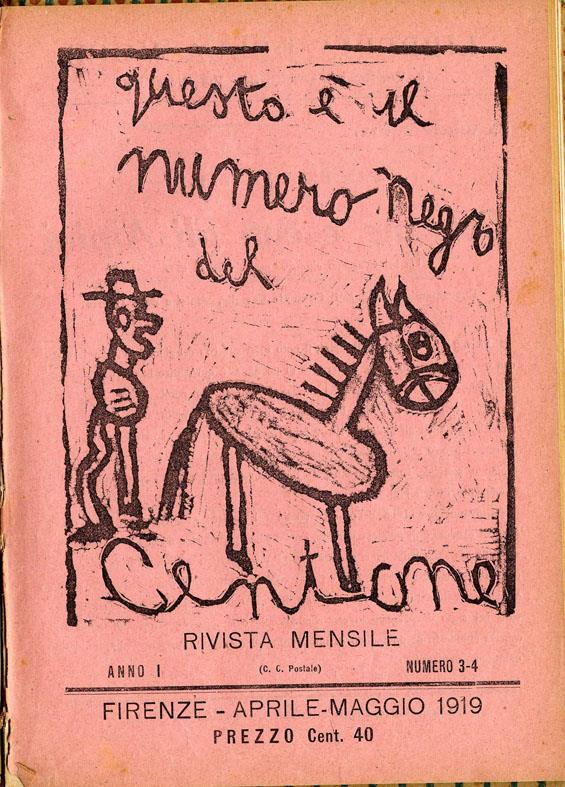 questo è il
numero negro
del
Centone
RIVISTA MENSILE
ANNO I (C. C. Postale) NUMERO 3-4
FIRENZE - APRILE-MAGGIO 1919
PREZZO Cent. 40